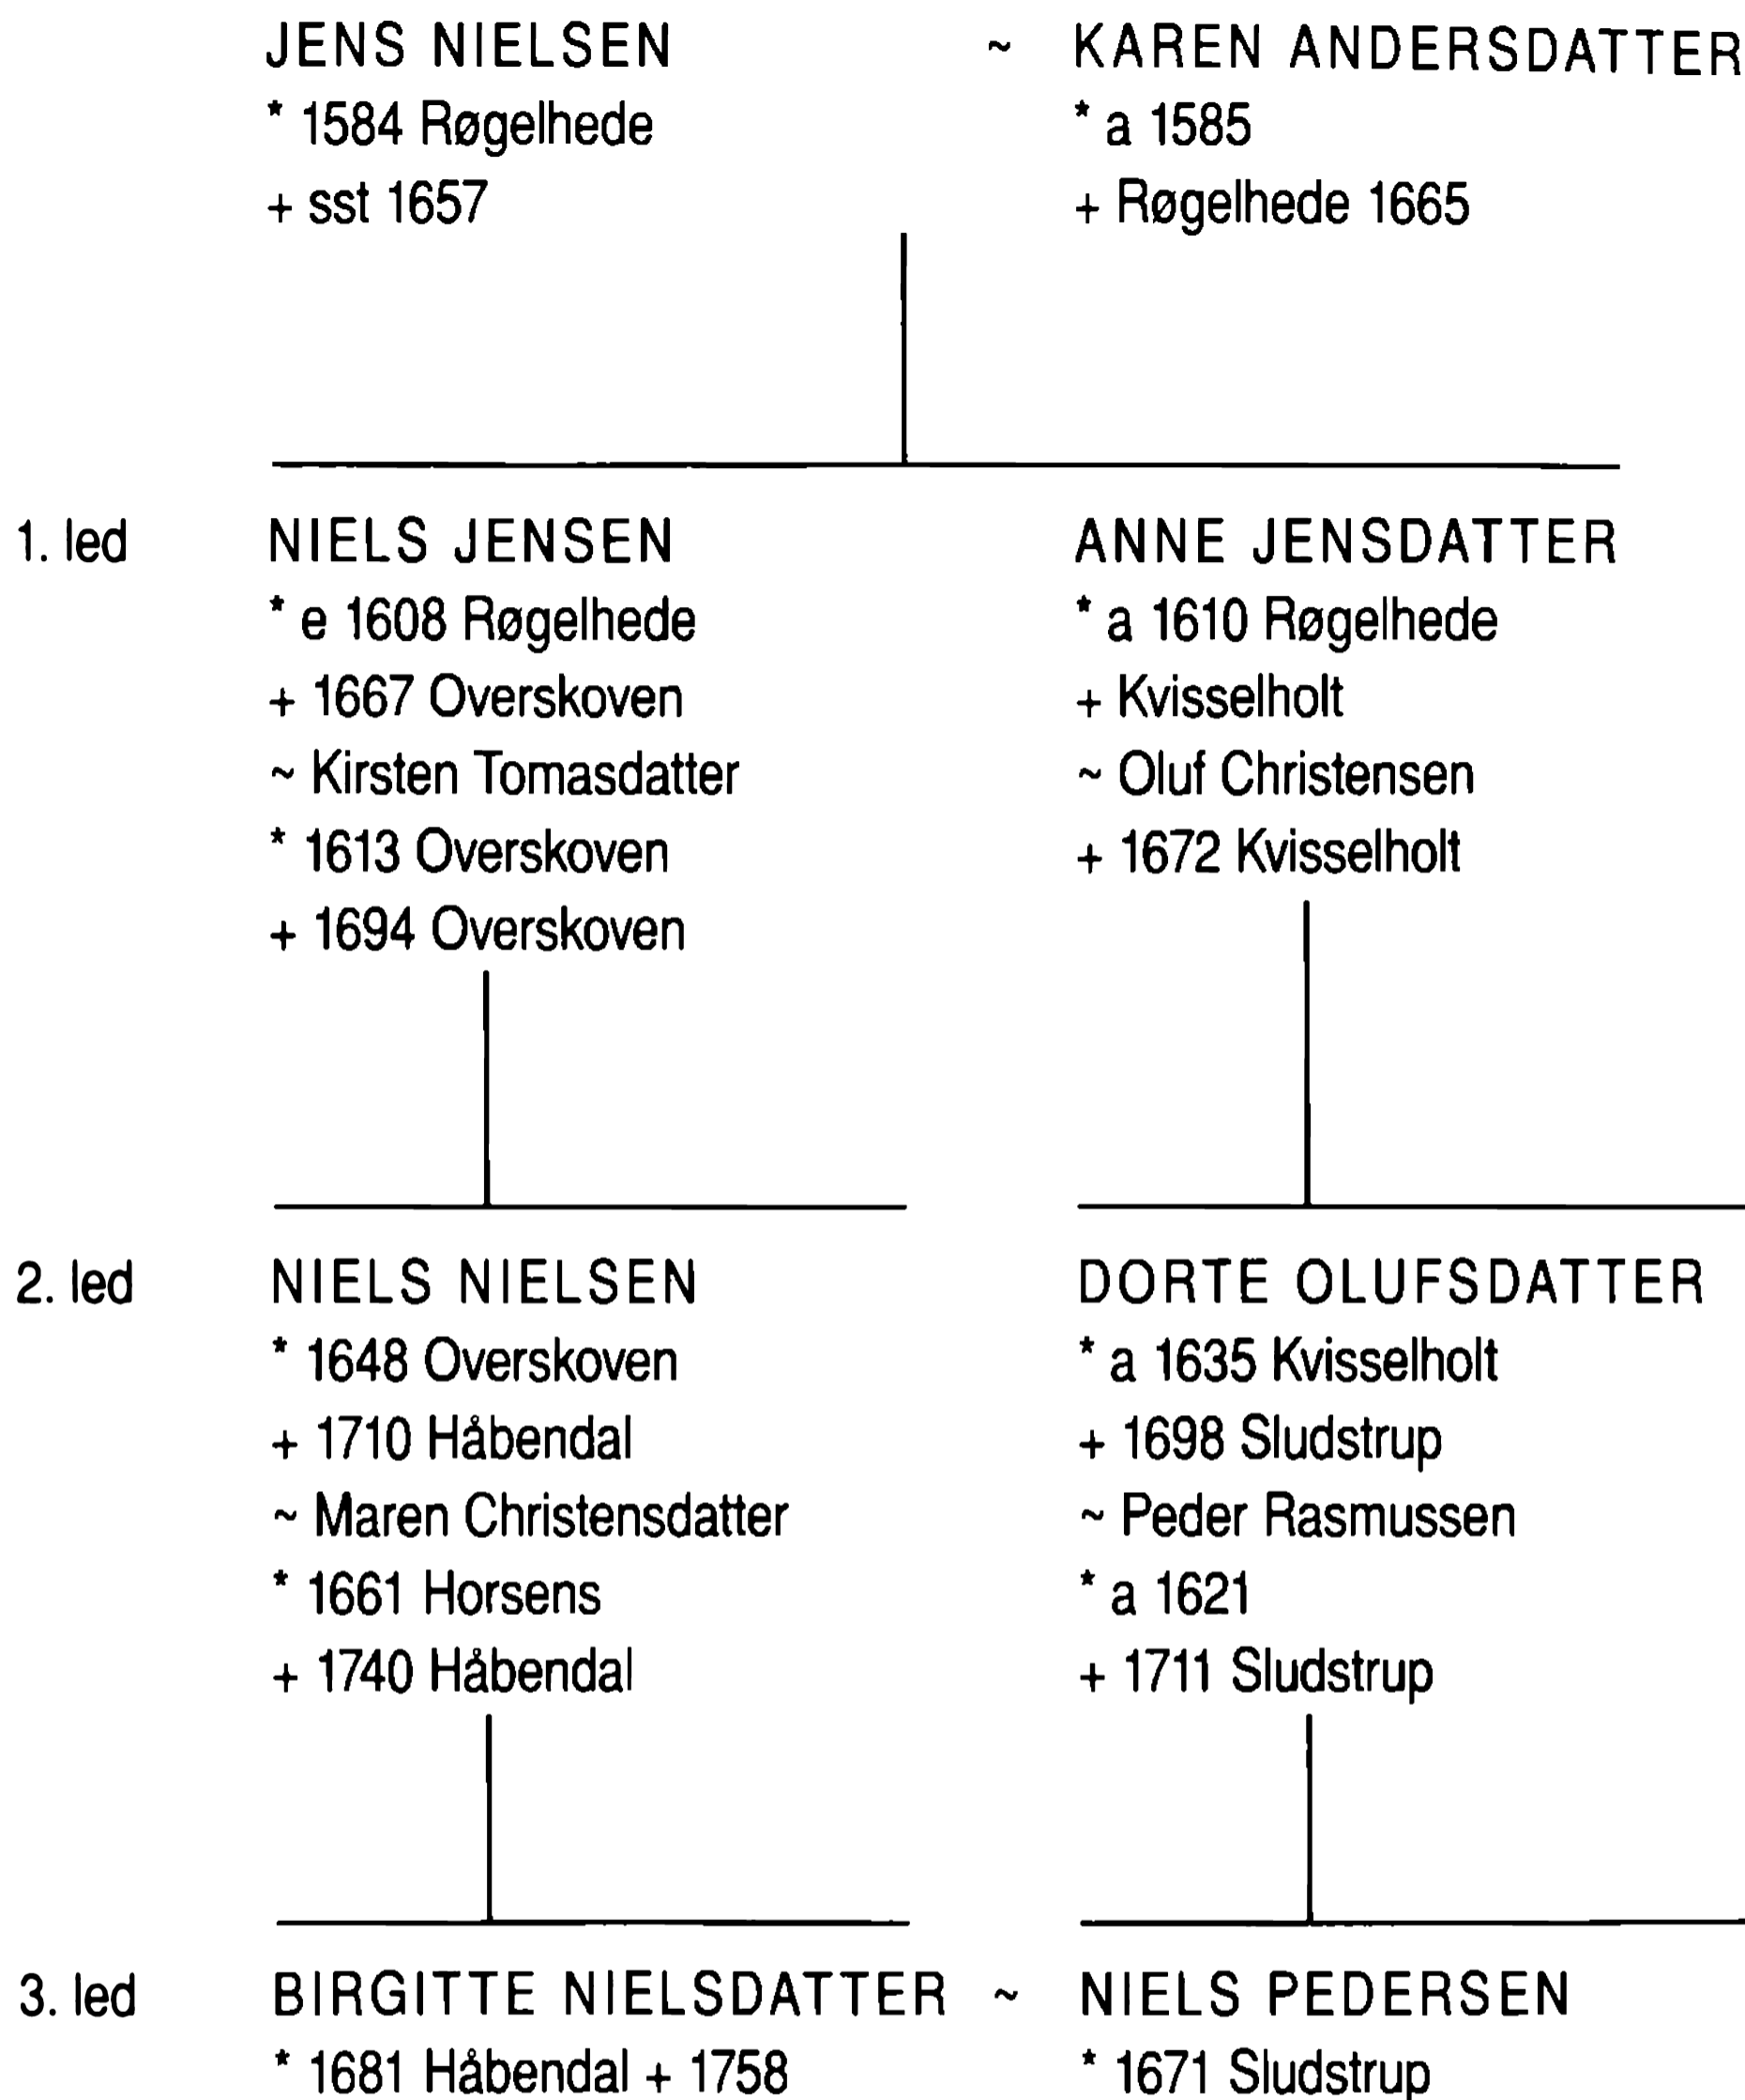 JENS NIELSEN ~ KAREN ANDERSDATTER
* 1584 Røgelhede * a 1585
+ sst 1657 + Røgelhede 1665
1. led NIELS JENSEN ANNE JENSDATTER
* e 1608 Røgelhede * a 1610 Røgelhede
+ 1667 Overskoven + Kvisselholt
~ Kirsten Tomasdatter ~ Oluf Christensen
* 1613 Overskoven + 1672 Kvisselholt
+ 1694 Overskoven
2. led NIELS NIELSEN DORTE OLUFSDATTER
* 1648 Overskoven * a 1635 Kvisselholt
+ 1710 Håbendal + 1698 Sludstrup
~ Maren Christensdatter ~ Peder Rasmussen
* 1661 Horsens * a 1621
+ 1740 Håbendal + 1711 Sludstrup
3. led BIRGITTE NIELSDATTER ~ NIELS PEDERSEN
* 1681 Håbendal + 1758 * 1671 Sludstrup